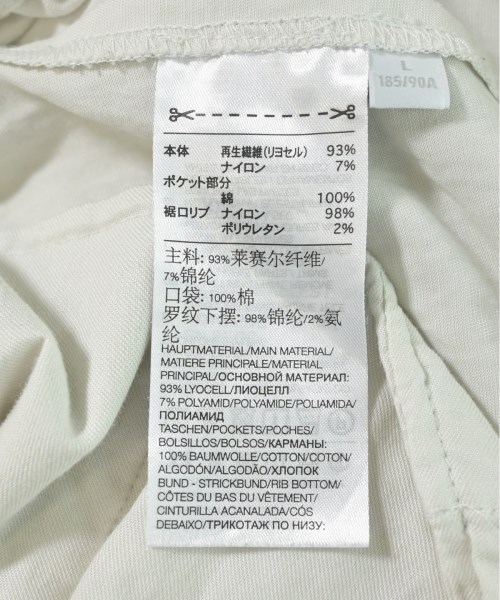 L
185/90A
本体 再生繊維(リヨセル) 93%
ナイロン 7%
ポケット部分
綿 100%
裾口リブ ナイロン 98%
ポリウレタン 2%
主料: 93%莱赛尔纤维/
7%锦纶
口袋: 100%棉
罗纹下摆: 98%锦纶/2%氨
纶
HAUPTMATERIAL/MAIN MATERIAL/
MATIERE PRINCIPALE/MATERIAL
PRINCIPAL/ОСНОВНОЙ МАТЕРИАЛ:
93% LYOCELL/ЛИОЦЕЛЛ
7% POLYAMID/POLYAMIDE/POLIAMIDA/
ПОЛИАМИД
TASCHEN/POCKETS/POCHES/
BOLSILLOS/BOLSOS/КАРМАНЫ:
100% BAUMWOLLE/COTTON/COTON/
ALGODÓN/ALGODÃO/ХЛОПОК
BUND - STRICKBUND/RIB BOTTOM/
CÔTES DU BAS DU VÊTEMENT/
CINTURILLA ACANALADA/CÓS
DEBAIXO/ТРИКОТАЖ ПО НИЗУ: